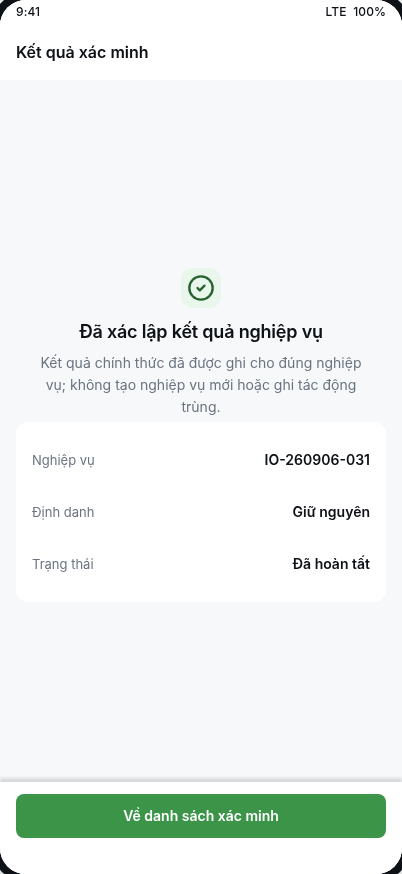 9:41 LTE 100%
Kết quả xác minh
Đã xác lập kết quả nghiệp vụ
Kết quả chính thức đã được ghi cho đúng nghiệp
vụ; không tạo nghiệp vụ mới hoặc ghi tác động
trùng.
Nghiệp vụ IO-260906-031
Định danh Giữ nguyên
Trạng thái Đã hoàn tất
Về danh sách xác minh